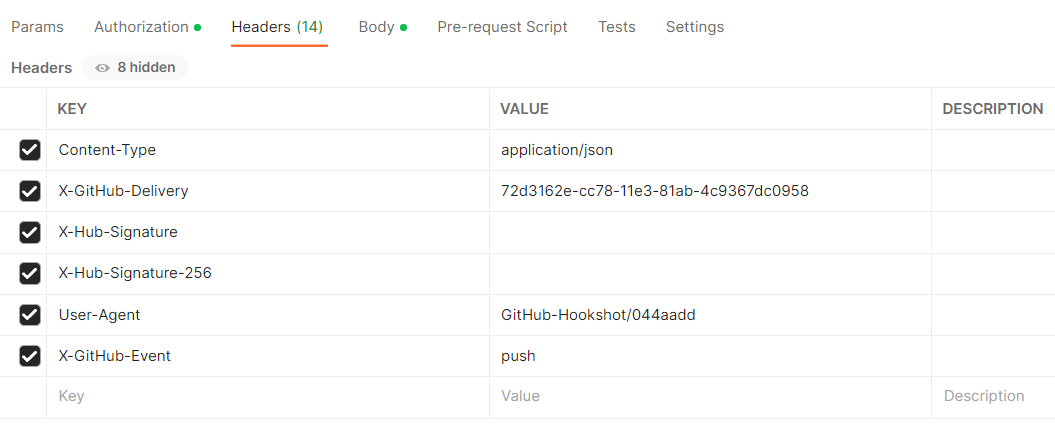 Params Authorization Headers (14) Body Pre-request Script Tests Settings
Headers 8 hidden
KEY VALUE DESCRIPTION
Content-Type application/json
X-GitHub-Delivery 72d3162e-cc78-11e3-81ab-4c9367dc0958
X-Hub-Signature
X-Hub-Signature-256
User-Agent GitHub-Hookshot/044aadd
X-GitHub-Event push
Key Value Description